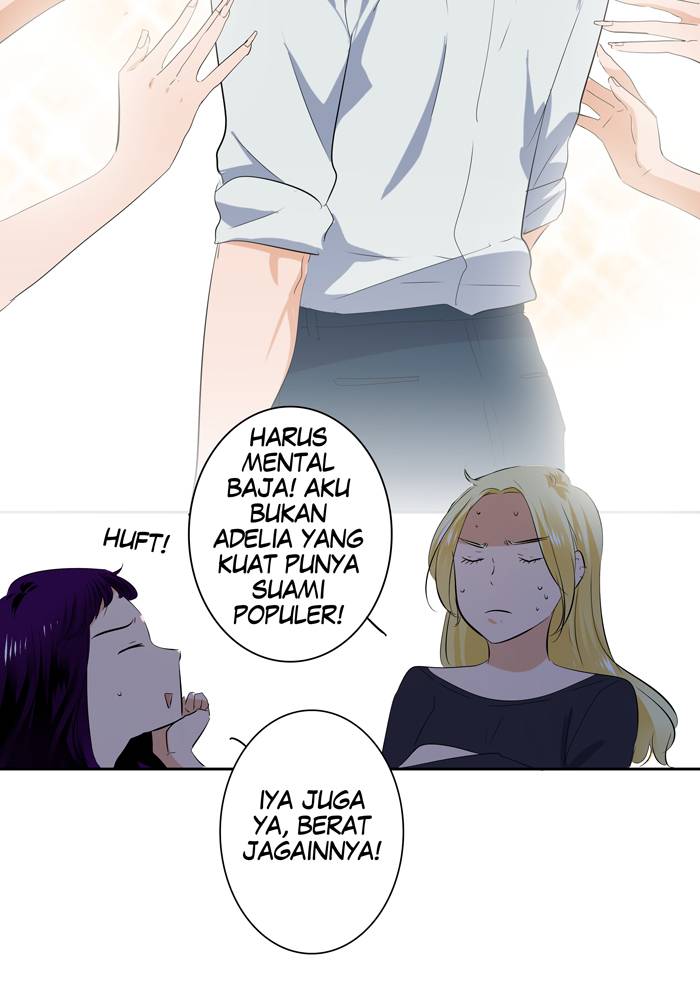 HARUS
MENTAL
BAJA! AKU
BUKAN
ADELIA YANG
KUAT PUNYA
SUAMI
POPULER!
HUFT!
IYA JUGA
YA, BERAT
JAGAINNYA!